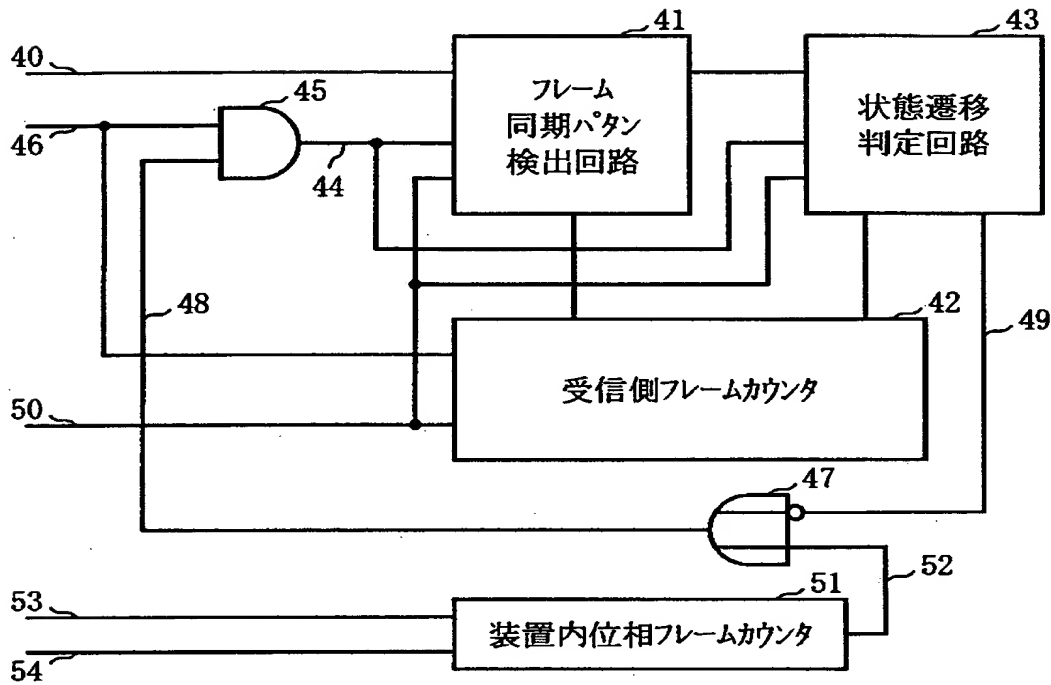 41
43
40
45
46
フレーム
同期パタン
検出回路
状態遷移
判定回路
44
48
42
49
受信側フレームカウンタ
50
47
52
51
53
装置内位相フレームカウンタ
54